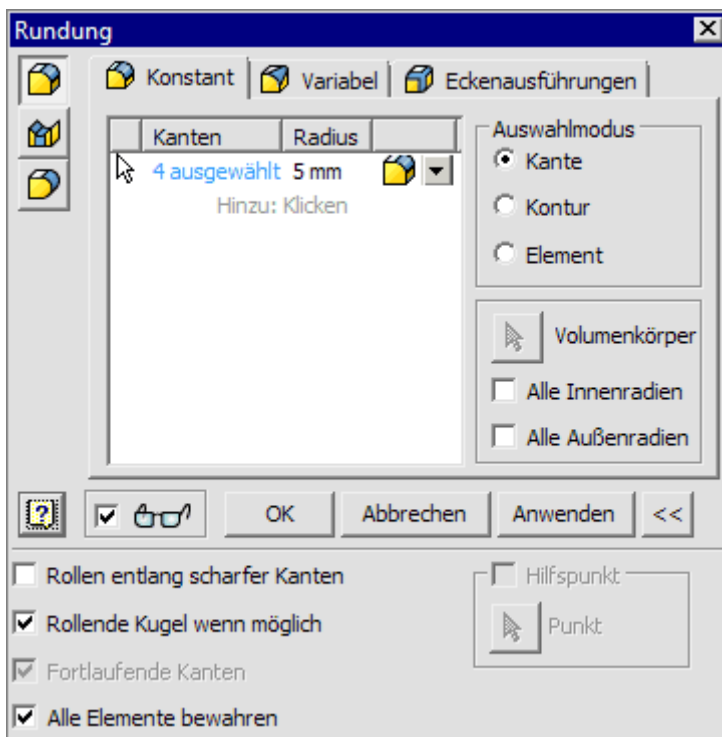 Rundung
Konstant
Variabel
Eckenausführungen
Kanten
Radius
4 ausgewählt
5 mm
Hinzu: Klicken
Auswahlmodus
Kante
Kontur
Element
Volumenkörper
Alle Innenradien
Alle Außenradien
OK
Abbrechen
Anwenden
<<
Rollen entlang scharfer Kanten
Rollende Kugel wenn möglich
Fortlaufende Kanten
Alle Elemente bewahren
Hilfspunkt
Punkt